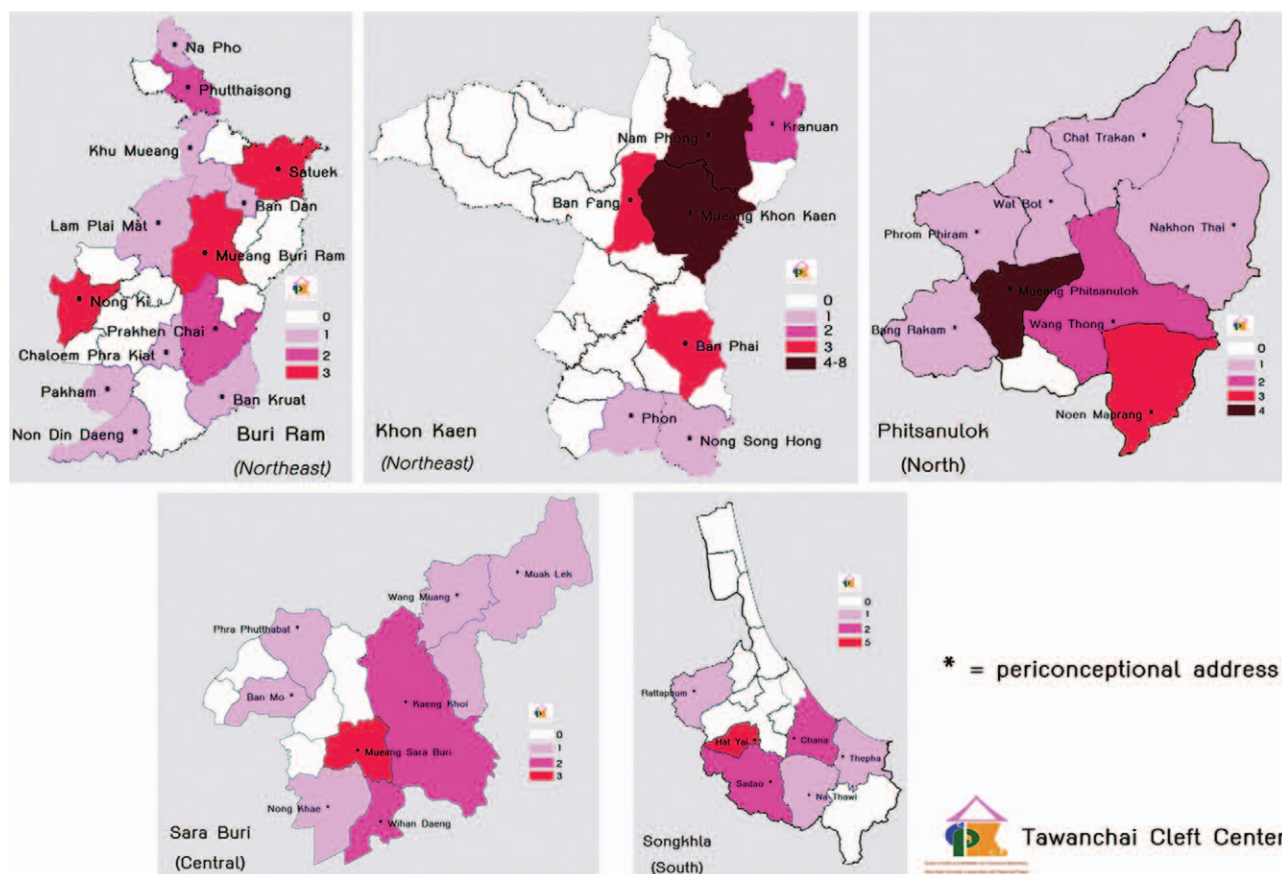 Na Pho
Phutthaisong
Khu Mueang
Satuek
Ban Dan
Lam Plai Mat
Mueang Buri Ram
Nong Ki
0
Prakhen Chai
1
Chaloem Phra Kiat
2
3
Pakham
Ban Kruat
Non Din Daeng
Buri Ram
(Northeast)
Nam Phong
Kranuan
Ban Fang
Mueang Khon Kaen
0
1
2
3
4-8
Ban Phai
Phon
Khon Kaen
Nong Song Hong
(Northeast)
Chat Trakan
Wat Bot
Phrom Phiram
Nakhon Thai
Mueang Phitsanulok
Bang Rakam
Wang Thong
0
1
2
3
4
Noen Maprang
Phitsanulok
(North)
Muak Lek
Wang Muang
Phra Phutthabat
Ban Mo
Kaeng Khoi
0
1
2
3
Mueang Sara Buri
Nong Khae
Wihan Daeng
Sara Buri
(Central)
0
1
2
5
Rattaphum
Hat Yai
Chana
Thepha
Sadao
Na Thawi
Songkhla
(South)
* = periconceptional address
Tawanchai Cleft Center